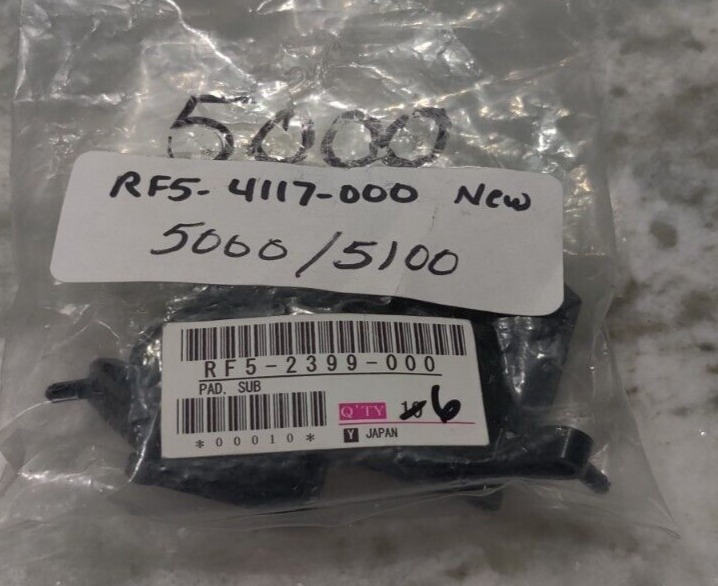 5000
RF5-4117-000 New
5000/5100
RF5-2399-000
PAD, SUB
Q'TY 10 6
*00010* Y JAPAN